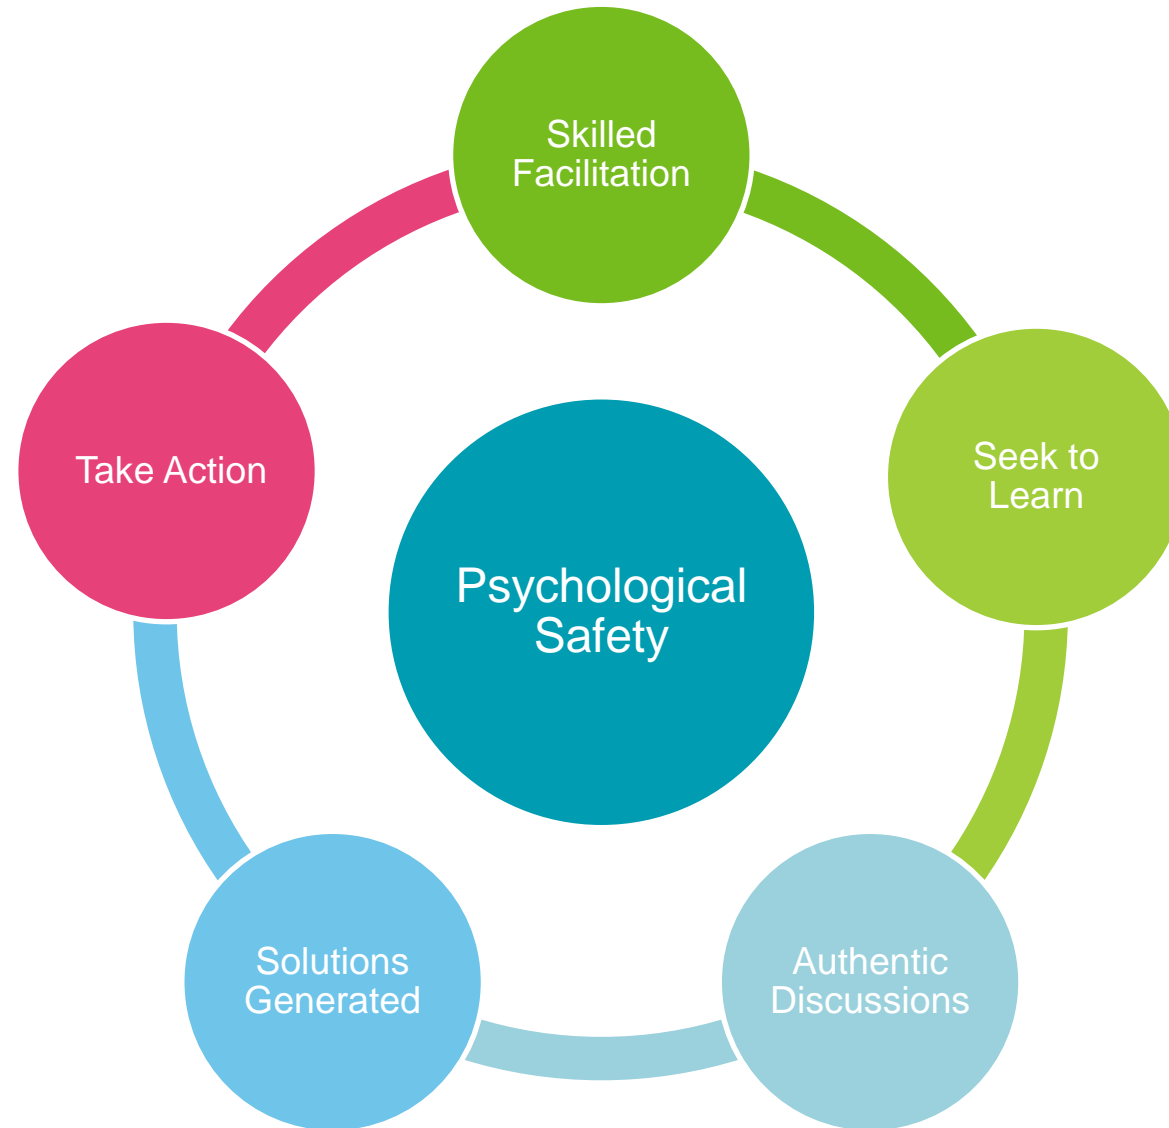 Skilled
Facilitation
Seek to
Learn
Authentic
Discussions
Solutions
Generated
Take Action
Psychological
Safety